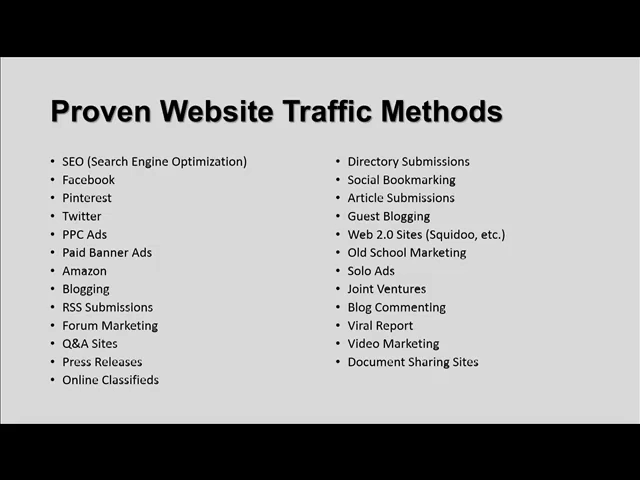 Proven Website Traffic Methods
• SEO (Search Engine Optimization)
• Facebook
• Pinterest
• Twitter
• PPC Ads
• Paid Banner Ads
• Amazon
• Blogging
• RSS Submissions
• Forum Marketing
• Q&A Sites
• Press Releases
• Online Classifieds
• Directory Submissions
• Social Bookmarking
• Article Submissions
• Guest Blogging
• Web 2.0 Sites (Squidoo, etc.)
• Old School Marketing
• Solo Ads
• Joint Ventures
• Blog Commenting
• Viral Report
• Video Marketing
• Document Sharing Sites